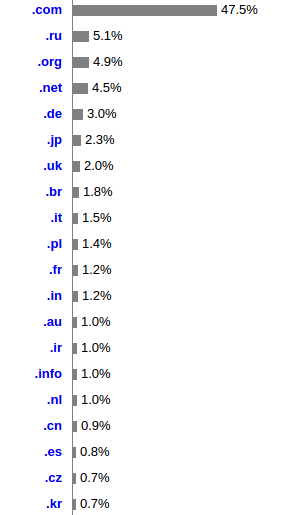 .com 47.5%
.ru 5.1%
.org 4.9%
.net 4.5%
.de 3.0%
.jp 2.3%
.uk 2.0%
.br 1.8%
.it 1.5%
.pl 1.4%
.fr 1.2%
.in 1.2%
.au 1.0%
.ir 1.0%
.info 1.0%
.nl 1.0%
.cn 0.9%
.es 0.8%
.cz 0.7%
.kr 0.7%